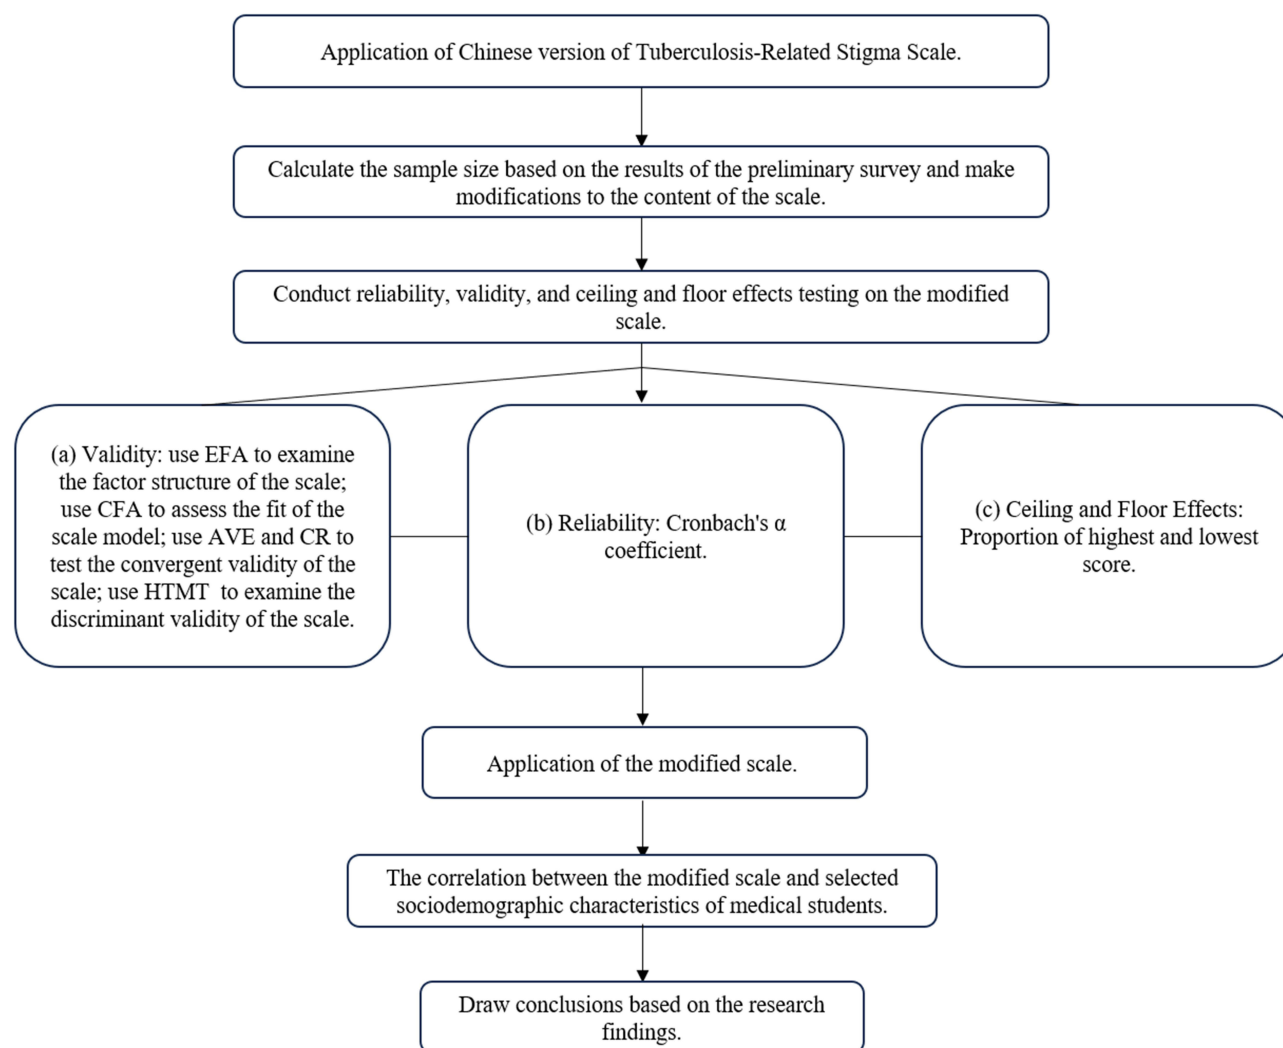 Application of Chinese version of Tuberculosis-Related Stigma Scale.
Calculate the sample size based on the results of the preliminary survey and make
modifications to the content of the scale.
Conduct reliability, validity, and ceiling and floor effects testing on the modified
scale.
(a) Validity: use EFA to examine
the factor structure of the scale;
use CFA to assess the fit of the
scale model; use AVE and CR to
test the convergent validity of the
scale; use HTMT to examine the
discriminant validity of the scale.
(b) Reliability: Cronbach's α
coefficient.
(c) Ceiling and Floor Effects:
Proportion of highest and lowest
score.
Application of the modified scale.
The correlation between the modified scale and selected
sociodemographic characteristics of medical students.
Draw conclusions based on the research
findings.